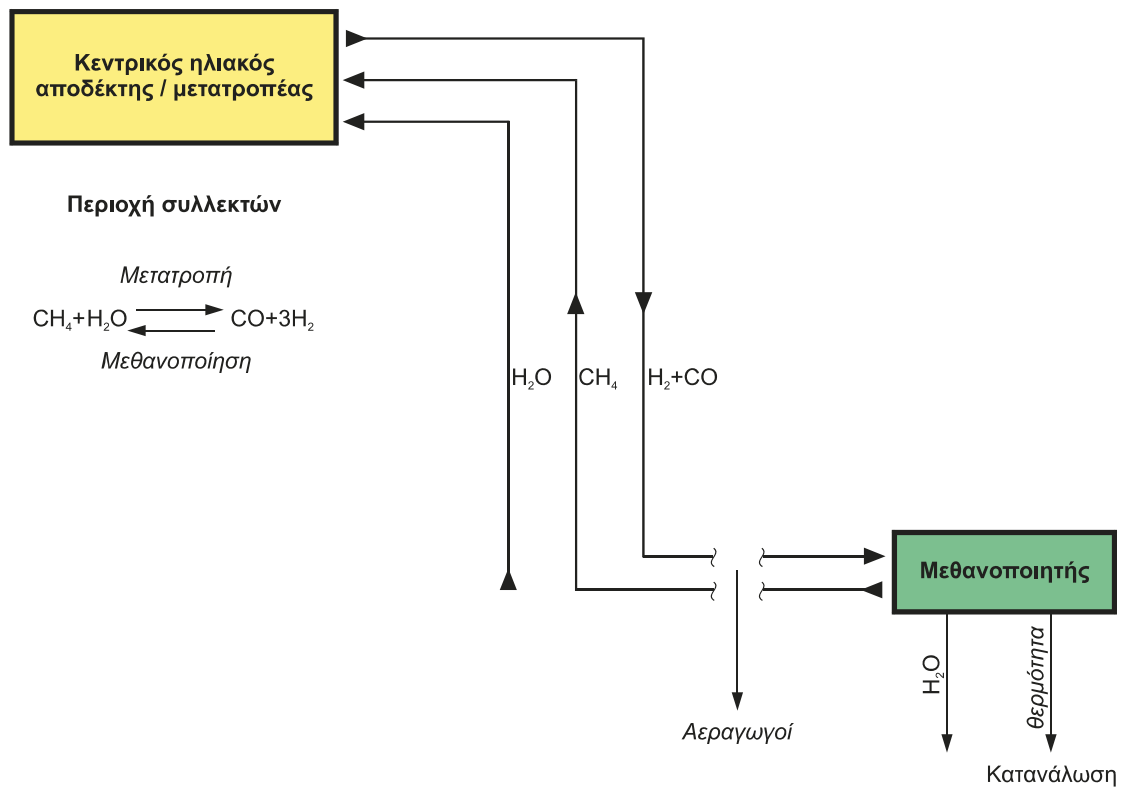 Κεντρικός ηλιακός
αποδέκτης / μετατροπέας
Περιοχή συλλεκτών
Μετατροπή
CH₄+H₂O CO+3H₂
Μεθανοποίηση
H₂O
CH₄
H₂+CO
Μεθανοποιητής
H₂O
θερμότητα
Αεραγωγοί
Κατανάλωση